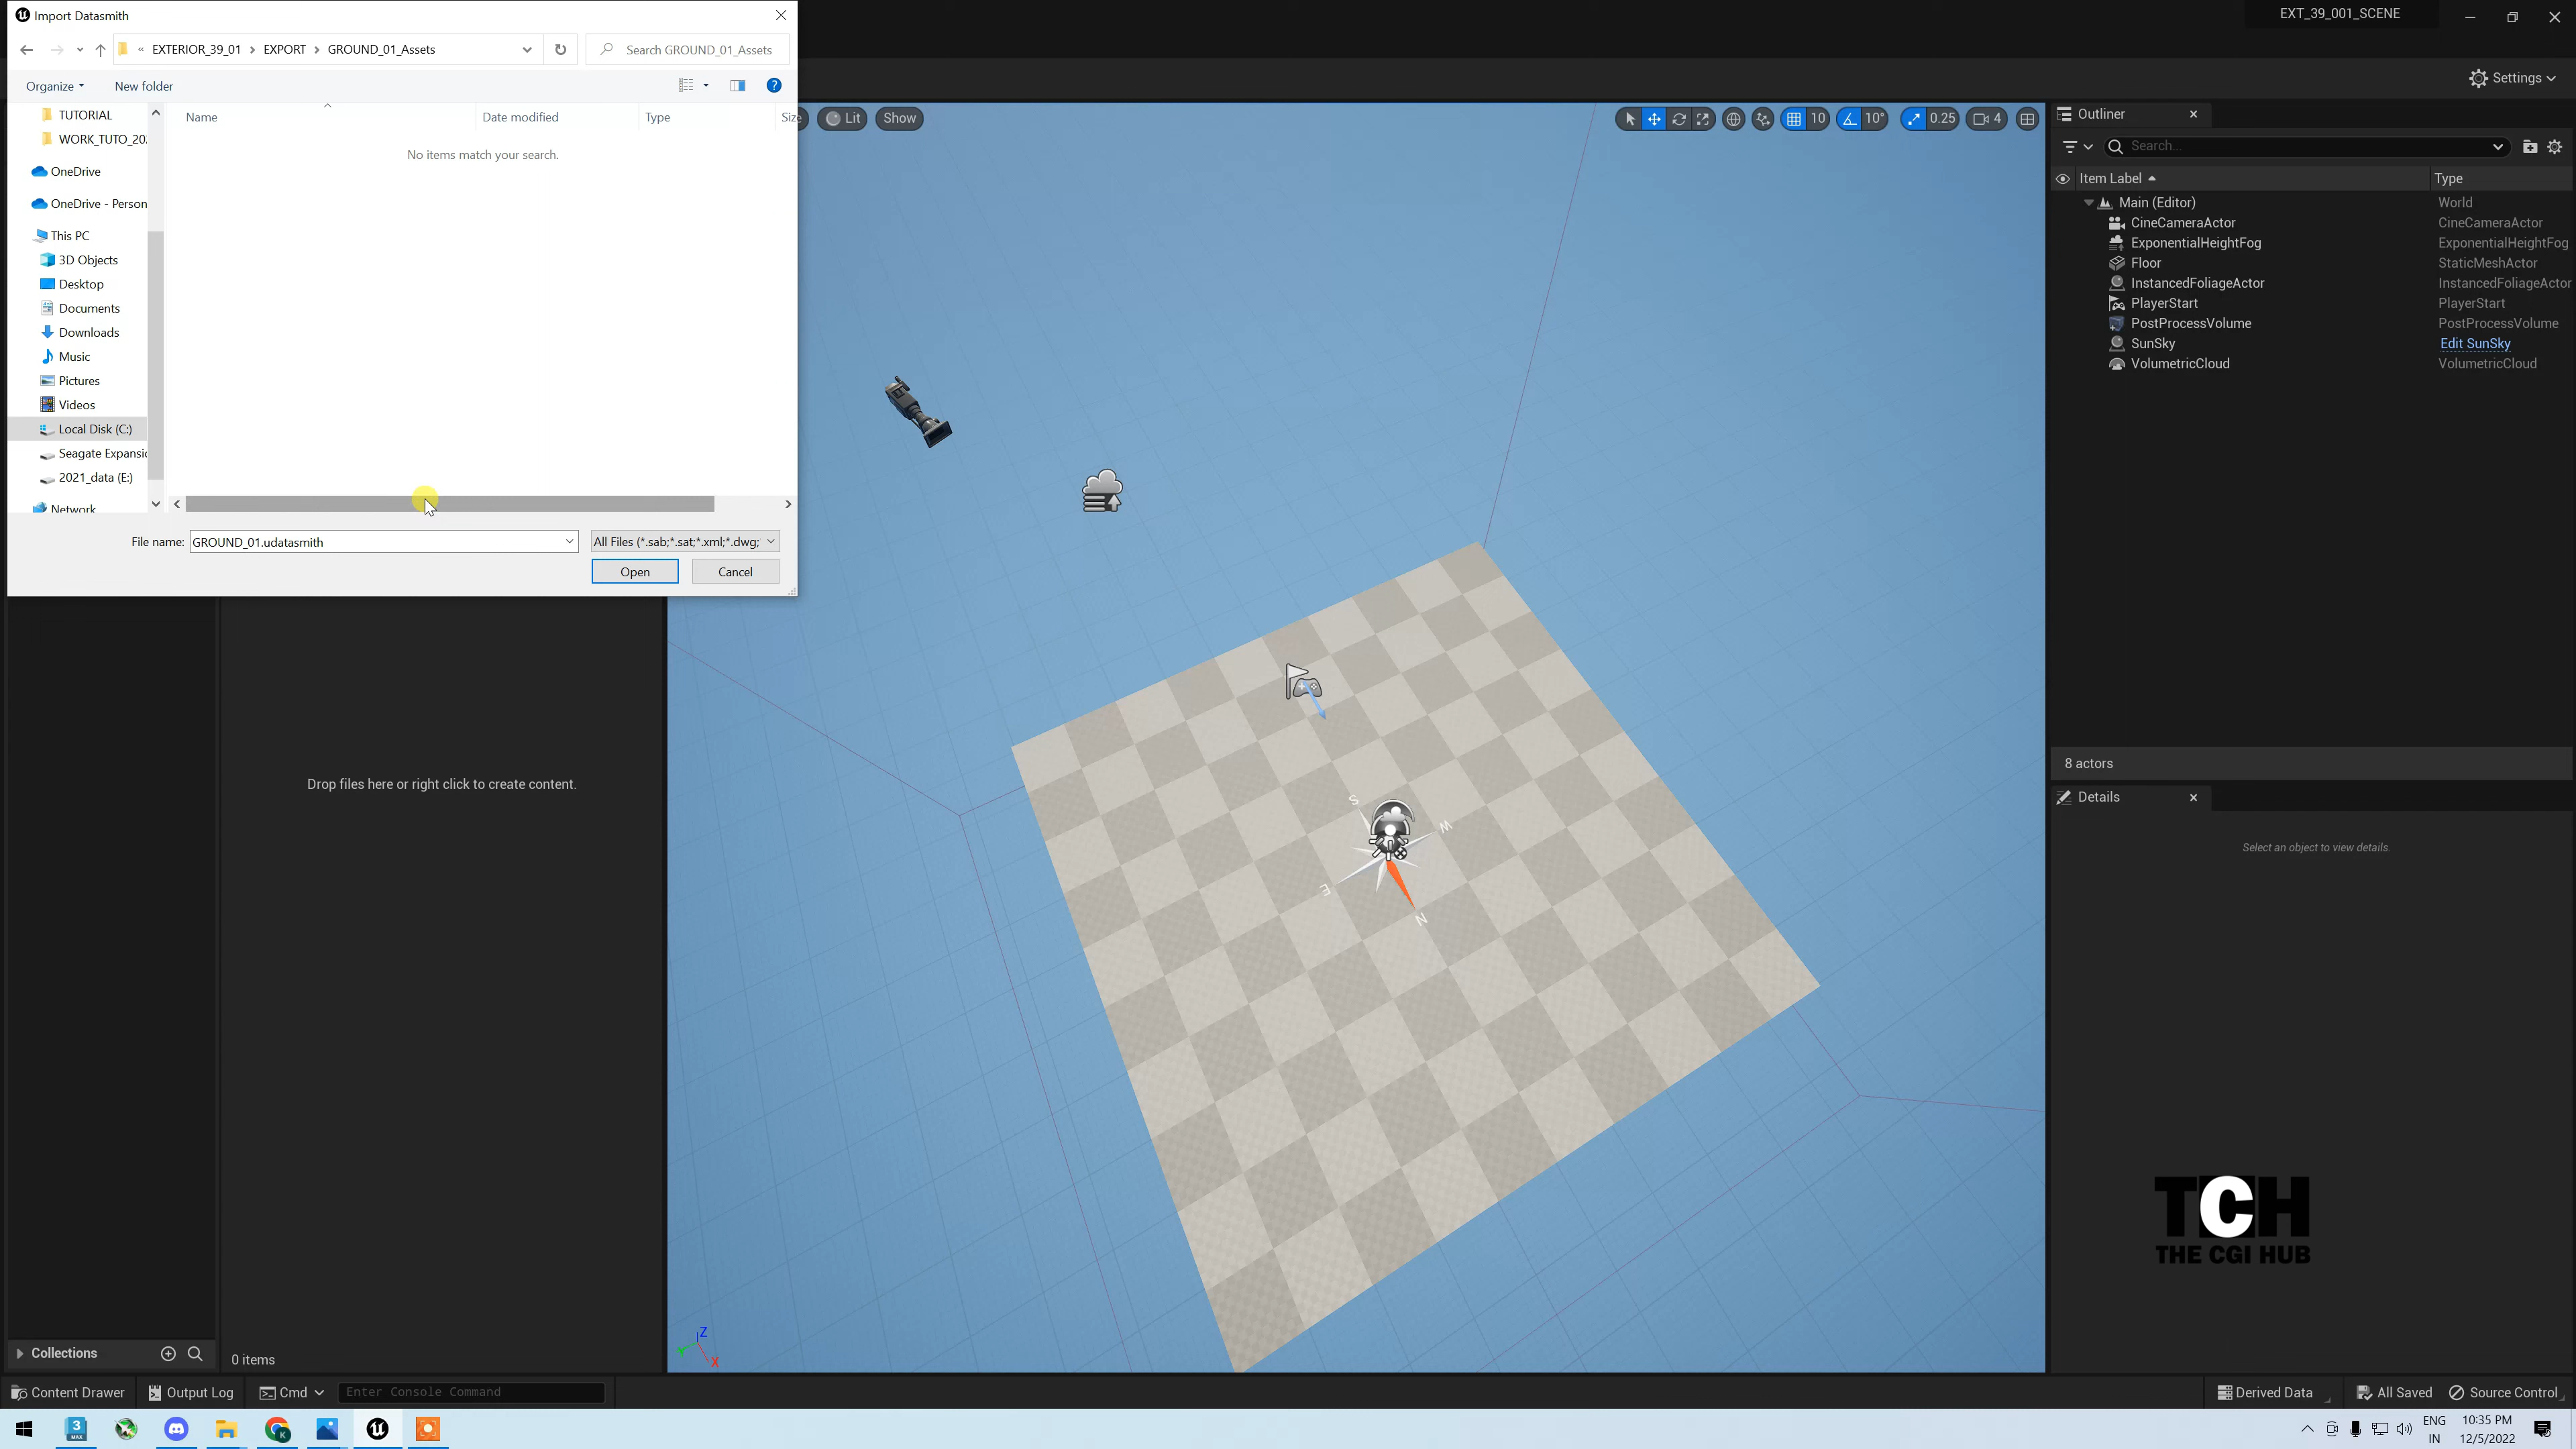 Import Datasmith
EXT_39_001_SCENE
« EXTERIOR_39_01 > EXPORT > GROUND_01_Assets
Search GROUND_01_Assets
Organize
New folder
Settings
TUTORIAL
WORK_TUTO_20
OneDrive
OneDrive - Person
This PC
3D Objects
Desktop
Documents
Downloads
Music
Pictures
Videos
Local Disk (C:)
Seagate Expansi
2021_data (E:)
Network
Name
Date modified
Type
Size
No items match your search.
File name:
GROUND_01.udatasmith
All Files (*.sab;*.sat;*.xml;*.dwg;
Open
Cancel
Lit
Show
10
10°
0.25
4
Outliner
Search...
Item Label
Type
Main (Editor)
World
CineCameraActor
CineCameraActor
ExponentialHeightFog
ExponentialHeightFog
Floor
StaticMeshActor
InstancedFoliageActor
InstancedFoliageActor
PlayerStart
PlayerStart
PostProcessVolume
PostProcessVolume
SunSky
Edit SunSky
VolumetricCloud
VolumetricCloud
8 actors
Details
Select an object to view details.
Drop files here or right click to create content.
S
W
E
N
Z
X
TCH
THE CGI HUB
Collections
0 items
Content Drawer
Output Log
Cmd
Enter Console Command
Derived Data
All Saved
Source Control
3
MAX
K
ENG
IN
10:35 PM
12/5/2022